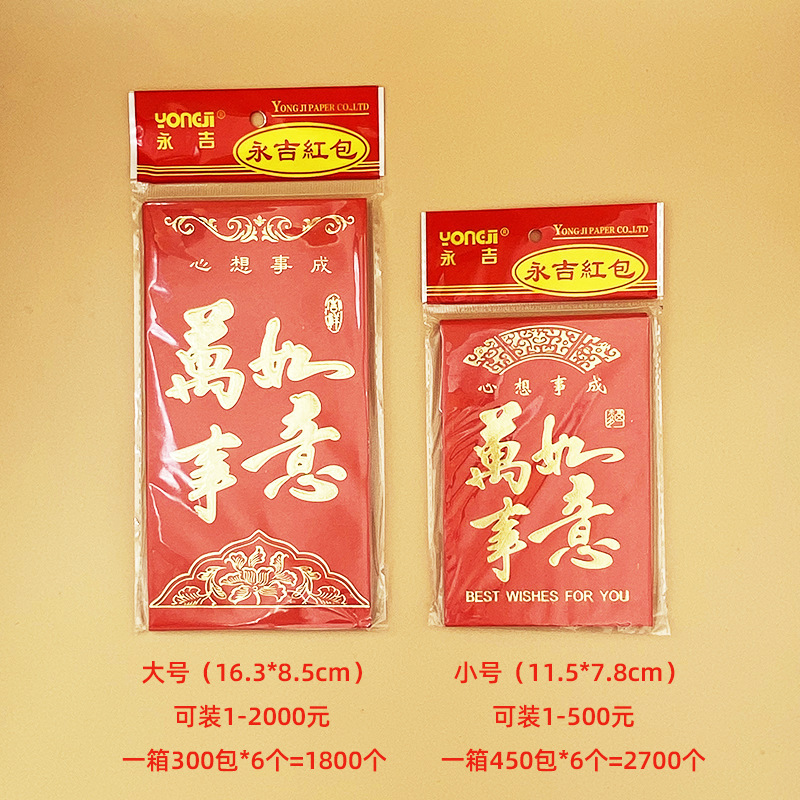 YONGJI®
永吉
YONG JI PAPER CO.,LTD
永吉紅包
心想事成
萬事
如意
YONGJI®
永吉
YONG JI PAPER CO.,LTD
永吉紅包
心想事成
萬事
如意
BEST WISHES FOR YOU
大号（16.3*8.5cm）
可装1-2000元
一箱300包*6个=1800个
小号（11.5*7.8cm）
可装1-500元
一箱450包*6个=2700个